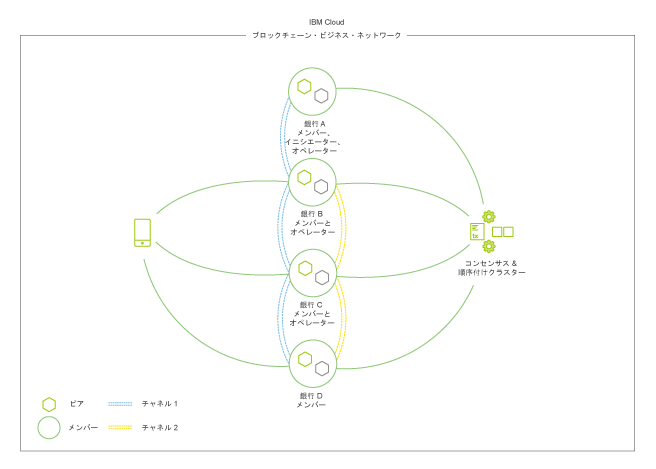 IBM Cloud
ブロックチェーン・ビジネス・ネットワーク
銀行 A
メンバー、
イニシエーター、
オペレーター
銀行 B
メンバーと
オペレーター
コンセンサス &
順序付けクラスター
銀行 C
メンバーと
オペレーター
銀行 D
メンバー
ピア
チャネル 1
メンバー
チャネル 2